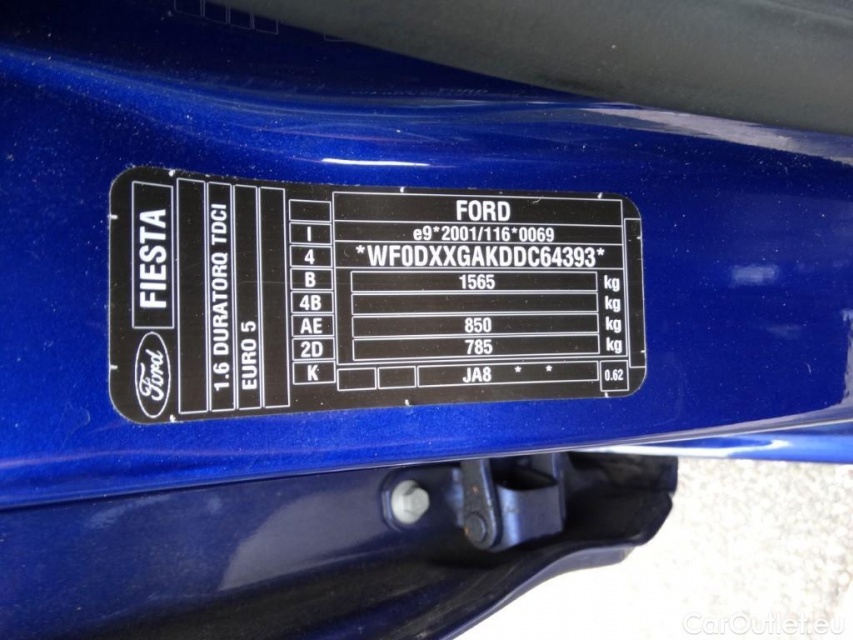 FORD
I e9*2001/116*0069
4 *WF0DXXGAKDDC64393*
B 1565 kg
4B kg
AE 850 kg
2D 785 kg
K JA8 * * 0.62
FIESTA
Ford
1.6 DURATORQ TDCI
EURO 5
CarOutlet.eu